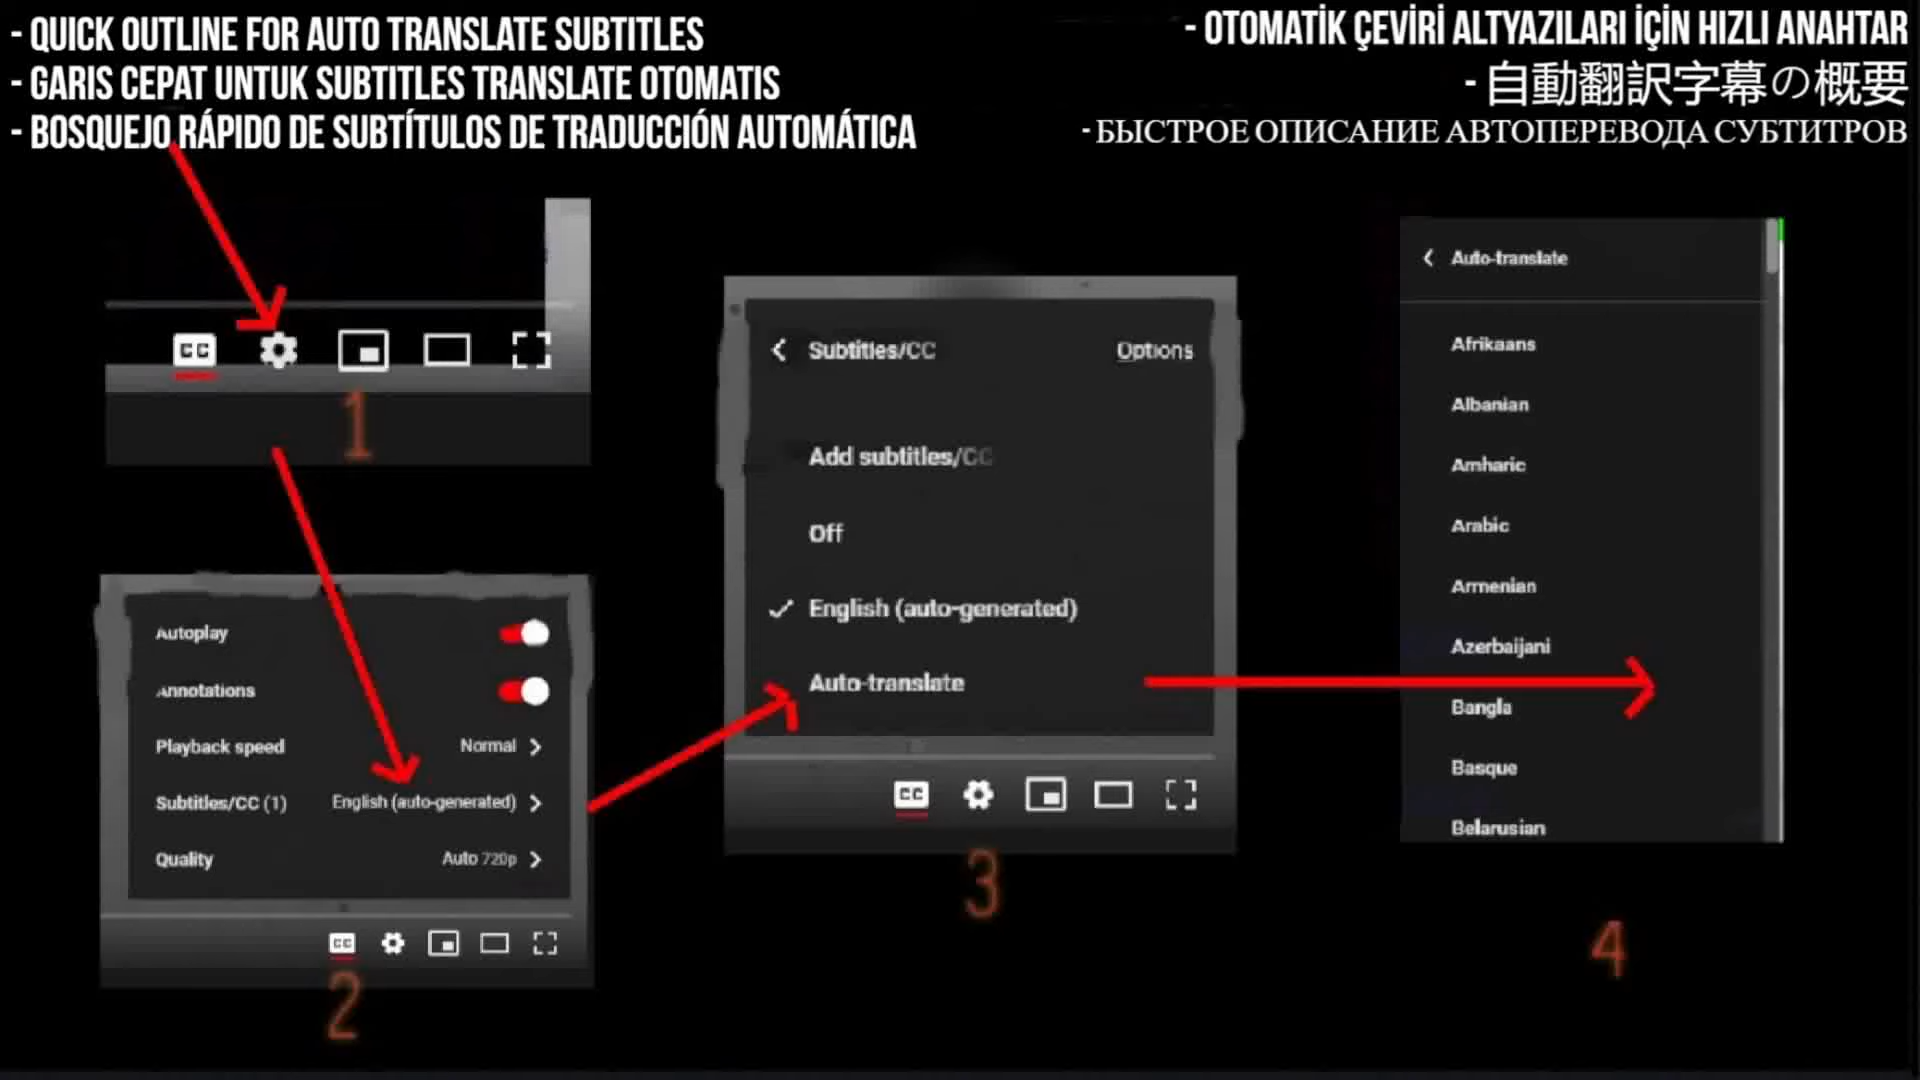 - QUICK OUTLINE FOR AUTO TRANSLATE SUBTITLES
- GARIS CEPAT UNTUK SUBTITLES TRANSLATE OTOMATIS
- BOSQUEJO RÁPIDO DE SUBTÍTULOS DE TRADUCCIÓN AUTOMÁTICA
- OTOMATİK ÇEVİRİ ALTYAZILARI İÇİN HIZLI ANAHTAR
- 自動翻訳字幕の概要
- БЫСТРОЕ ОПИСАНИЕ АВТОПЕРЕВОДА СУБТИТРОВ
CC
1
Autoplay
Annotations
Playback speed Normal
Subtitles/CC (1) English (auto-generated)
Quality Auto 720p
CC
2
Subtitles/CC Options
Add subtitles/CC
Off
English (auto-generated)
Auto-translate
CC
3
Auto-translate
Afrikaans
Albanian
Amharic
Arabic
Armenian
Azerbaijani
Bangla
Basque
Belarusian
4